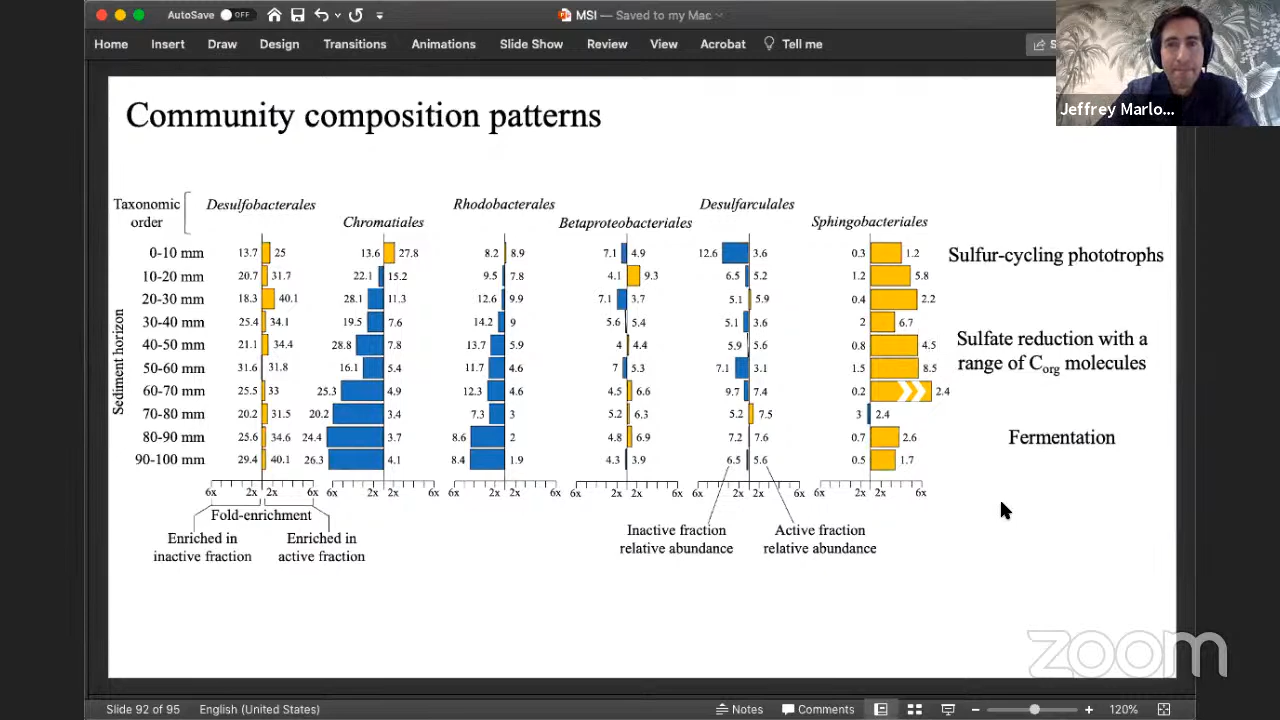 AutoSave OFF
MSI — Saved to my Mac
Home Insert Draw Design Transitions Animations Slide Show Review View Acrobat Tell me
Jeffrey Marlo...
Community composition patterns
Taxonomic order
Desulfobacterales
Chromatiales
Rhodobacterales
Betaproteobacteriales
Desulfarculales
Sphingobacteriales
Sediment horizon
0-10 mm 13.7 25 13.6 27.8 8.2 8.9 7.1 4.9 12.6 3.6 0.3 1.2
10-20 mm 20.7 31.7 22.1 15.2 9.5 7.8 4.1 9.3 6.5 5.2 1.2 5.8
20-30 mm 18.3 40.1 28.1 11.3 12.6 9.9 7.1 3.7 5.1 5.9 0.4 2.2
30-40 mm 25.4 34.1 19.5 7.6 14.2 9 5.6 5.4 5.1 3.6 2 6.7
40-50 mm 21.1 34.4 28.8 7.8 13.7 5.9 4 4.4 5.9 5.6 0.8 4.5
50-60 mm 31.6 31.8 16.1 5.4 11.7 4.6 7 5.3 7.1 3.1 1.5 8.5
60-70 mm 25.5 33 25.3 4.9 12.3 4.6 4.5 6.6 9.7 7.4 0.2 2.4
70-80 mm 20.2 31.5 20.2 3.4 7.3 3 5.2 6.3 5.2 7.5 3 2.4
80-90 mm 25.6 34.6 24.4 3.7 8.6 2 4.8 6.9 7.2 7.6 0.7 2.6
90-100 mm 29.4 40.1 26.3 4.1 8.4 1.9 4.3 3.9 6.5 5.6 0.5 1.7
6x 2x 2x 6x 6x 2x 2x 6x 6x 2x 2x 6x 6x 2x 2x 6x 6x 2x 2x 6x 6x 2x 2x 6x
Fold-enrichment
Enriched in
inactive fraction
Enriched in
active fraction
Inactive fraction
relative abundance
Active fraction
relative abundance
Sulfur-cycling phototrophs
Sulfate reduction with a
range of Corg molecules
Fermentation
zoom
Slide 92 of 95 English (United States) Notes Comments 120%